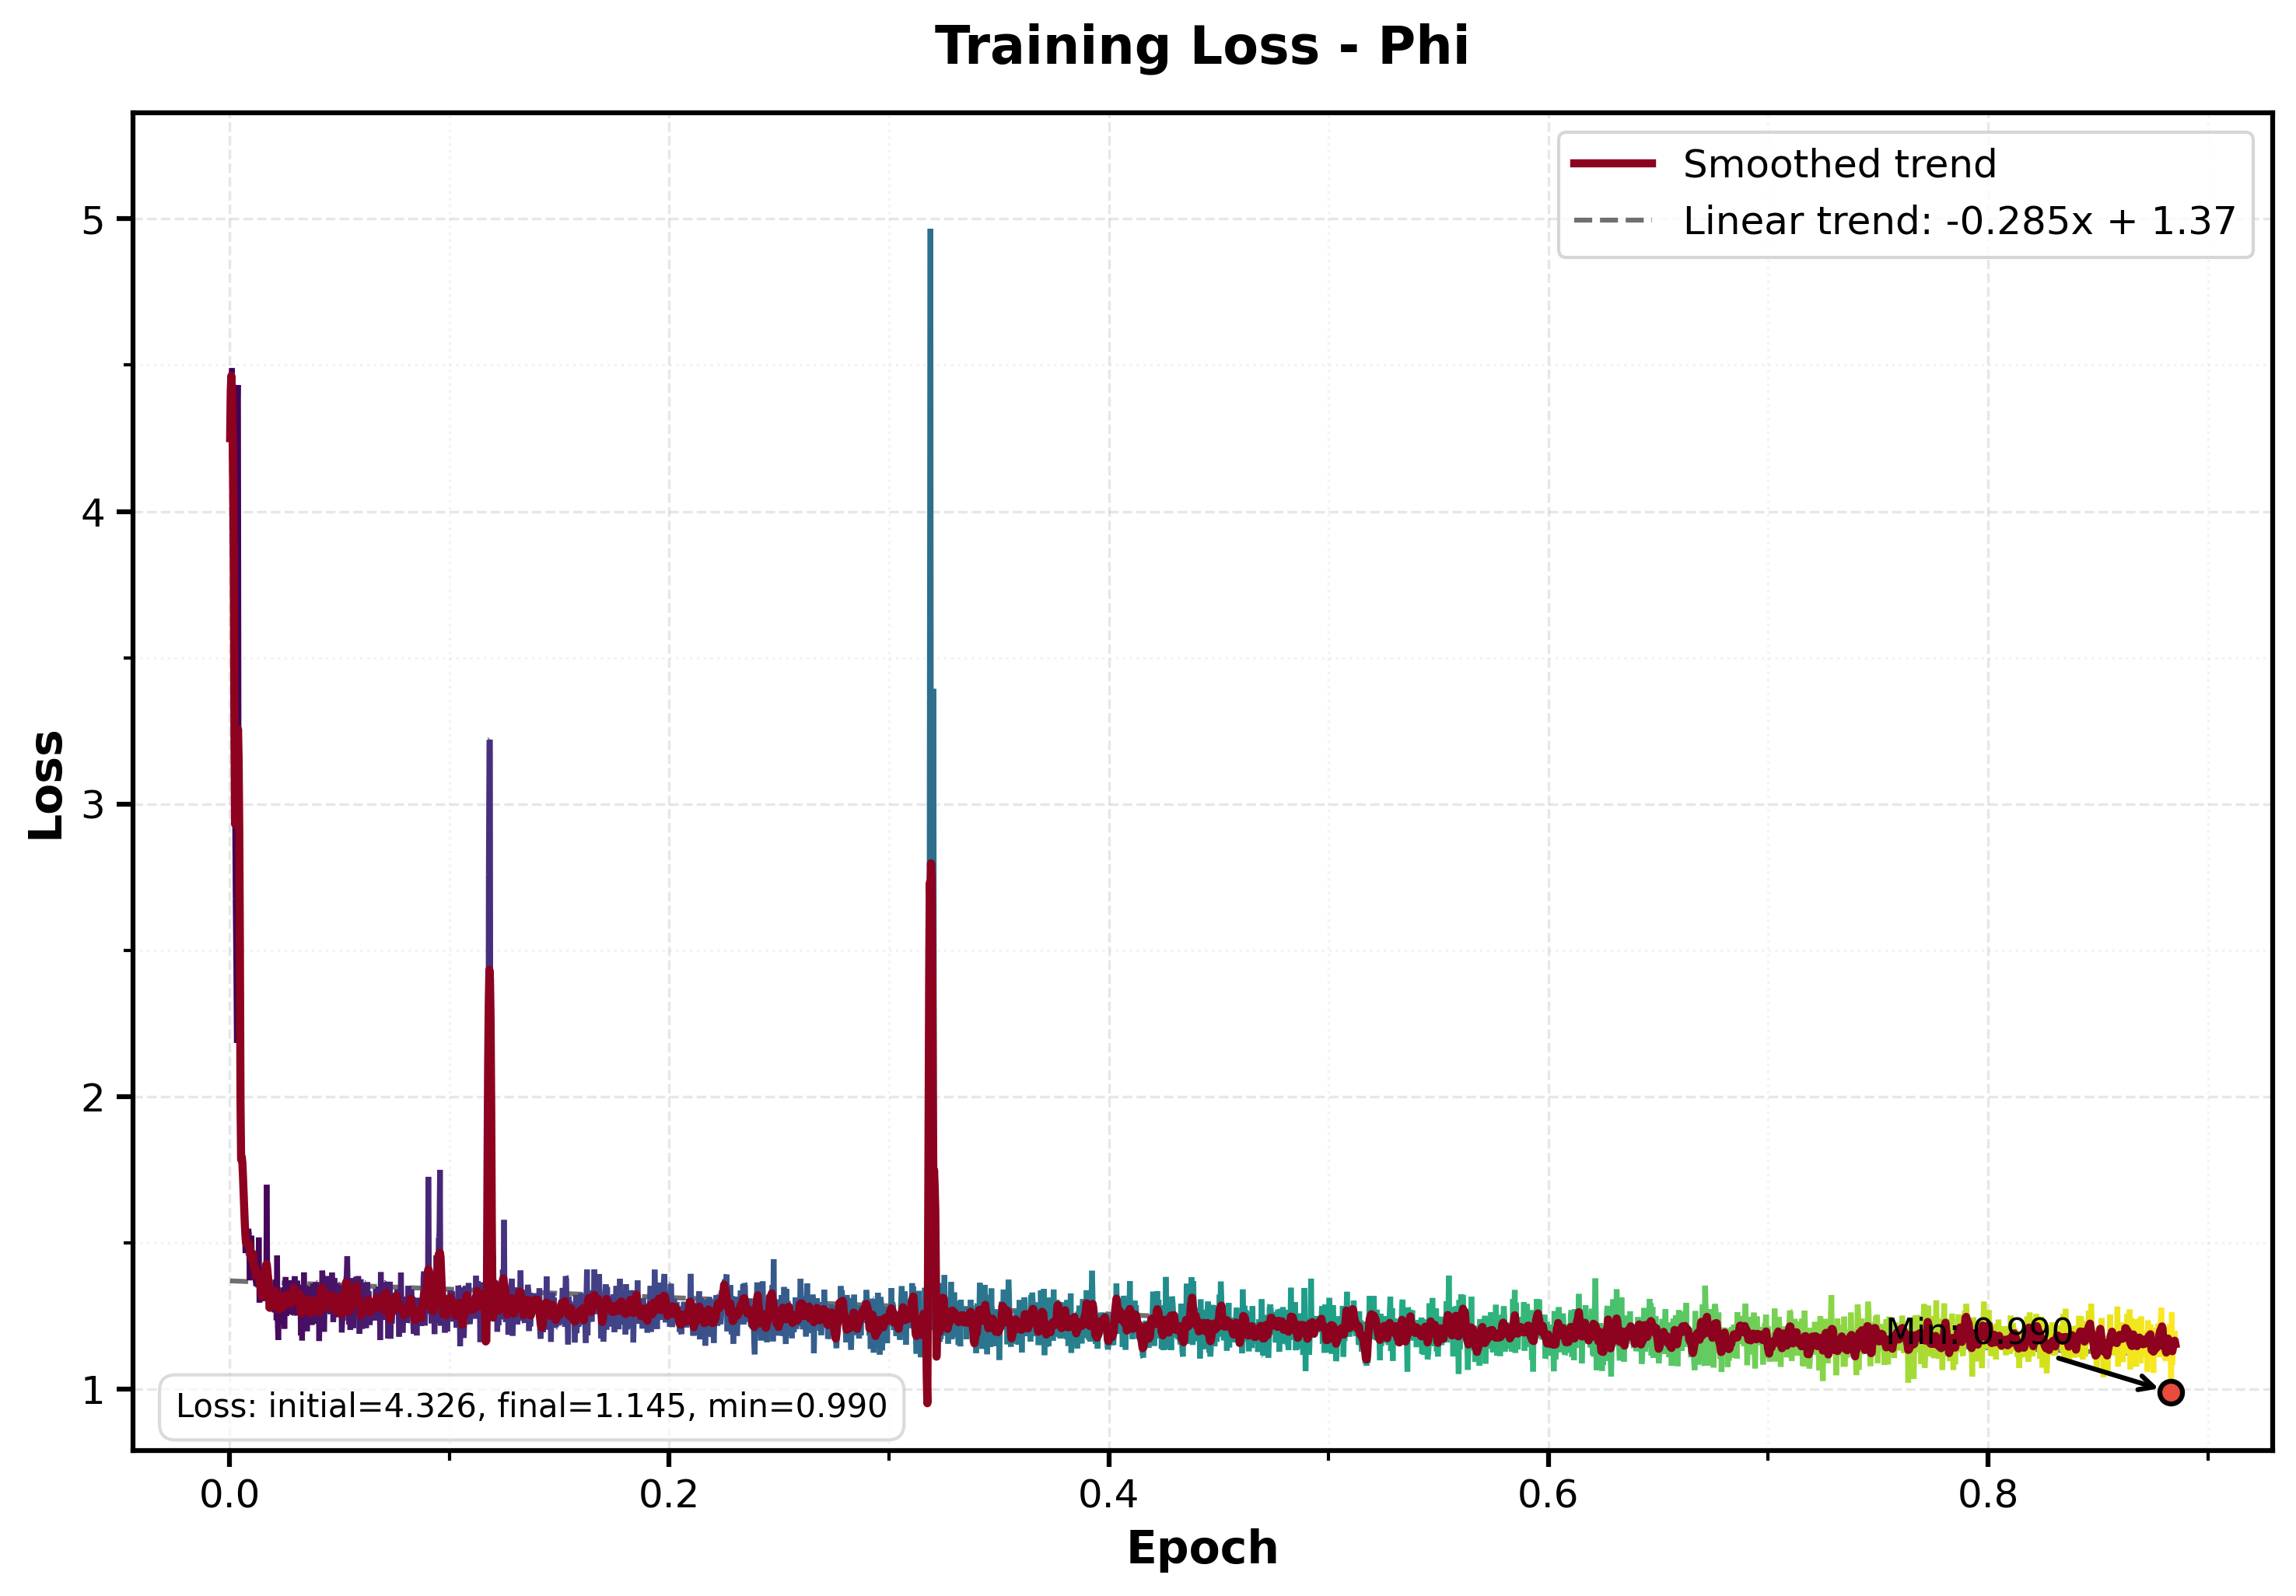 Training Loss - Phi
Smoothed trend
Linear trend: -0.285x + 1.37
5
4
3
2
1
Loss
Min: 0.990
Loss: initial=4.326, final=1.145, min=0.990
0.0 0.2 0.4 0.6 0.8
Epoch